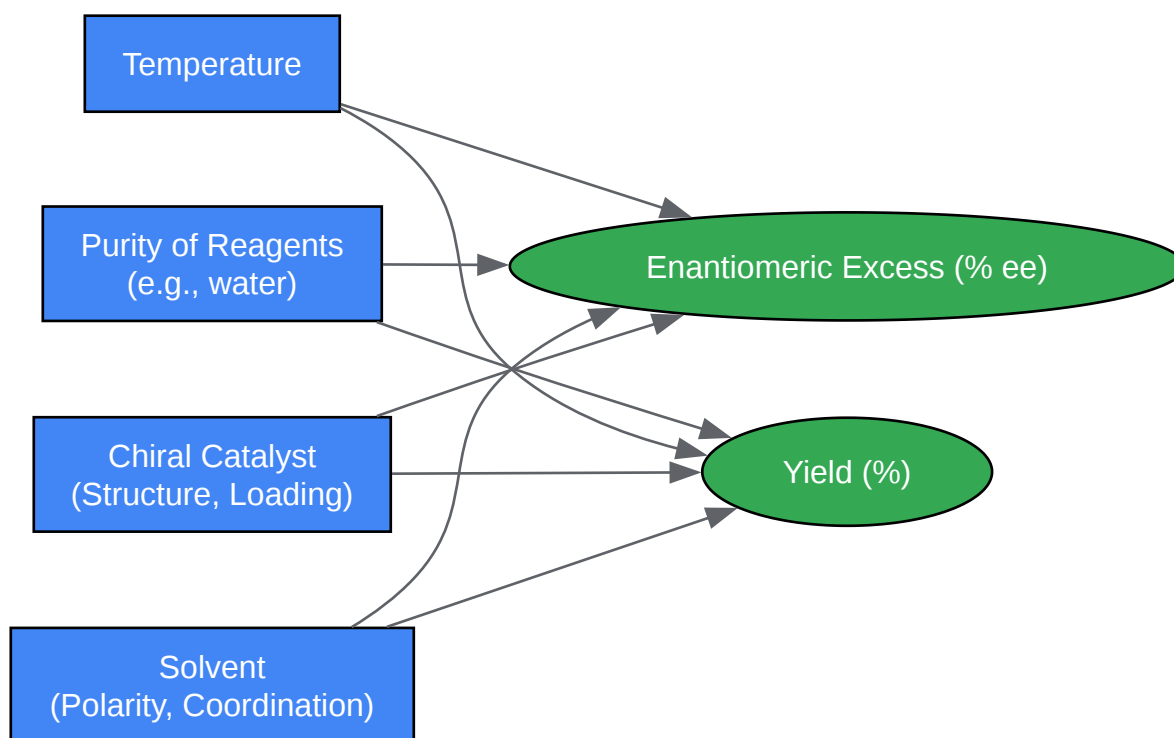 Temperature
Purity of Reagents
(e.g., water)
Enantiomeric Excess (% ee)
Chiral Catalyst
(Structure, Loading)
Yield (%)
Solvent
(Polarity, Coordination)